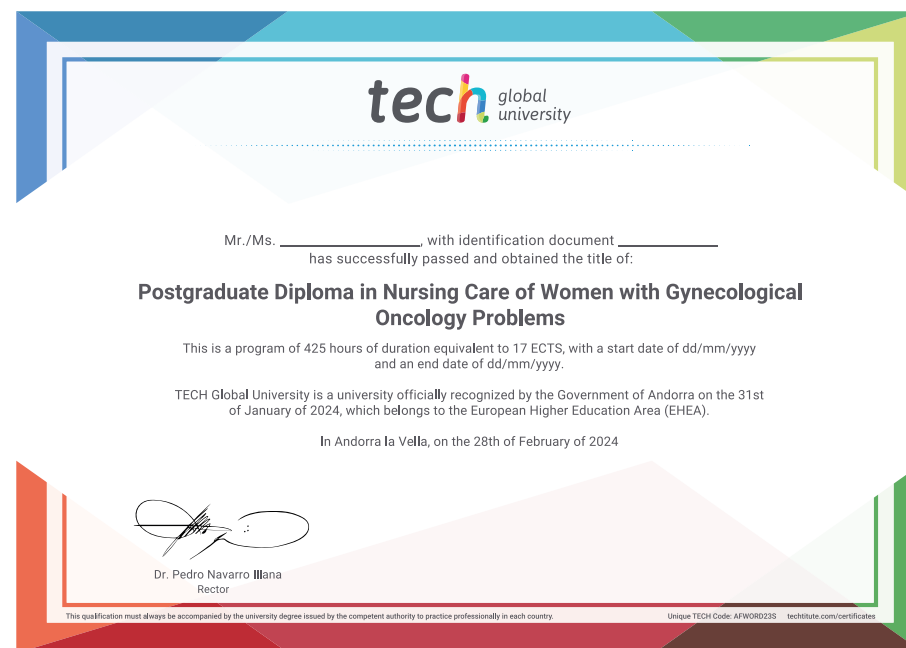 tech global university
Mr./Ms. ____________________, with identification document ______________
has successfully passed and obtained the title of:
Postgraduate Diploma in Nursing Care of Women with Gynecological
Oncology Problems
This is a program of 425 hours of duration equivalent to 17 ECTS, with a start date of dd/mm/yyyy
and an end date of dd/mm/yyyy.
TECH Global University is a university officially recognized by the Government of Andorra on the 31st
of January of 2024, which belongs to the European Higher Education Area (EHEA).
In Andorra la Vella, on the 28th of February of 2024
Dr. Pedro Navarro Illana
Rector
This qualification must always be accompanied by the university degree issued by the competent authority to practice professionally in each country.
Unique TECH Code: AFWORD23S techtitute.com/certificates